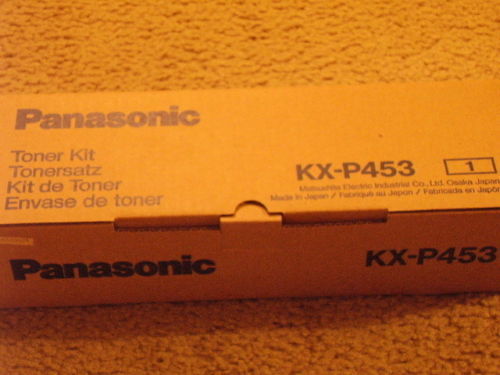 Panasonic
Toner Kit
Tonersatz
Kit de Toner
Envase de toner
KX-P453 1
Matsushita Electric Industrial Co., Ltd. Osaka Japan
Made in Japan / Fabriqué au Japon / Fabricado en Japón
Panasonic KX-P453